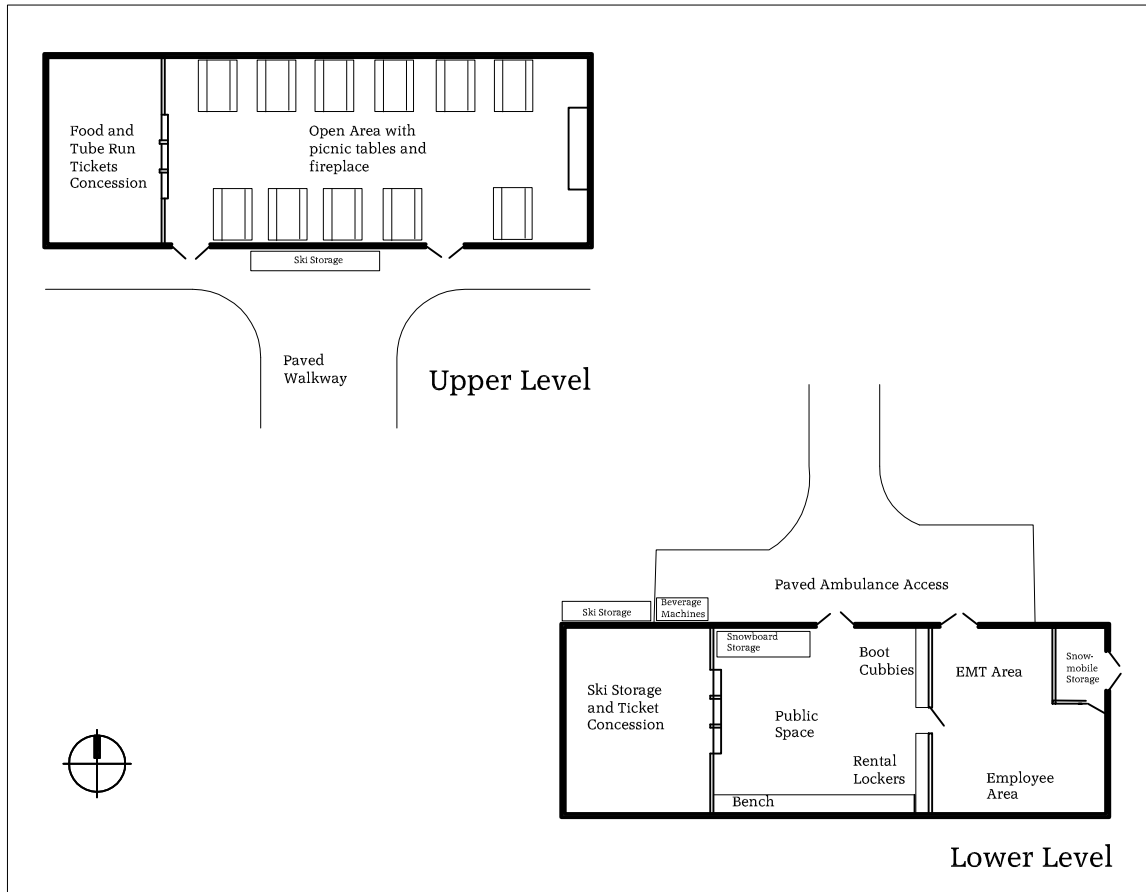 Food and
Tube Run
Tickets
Concession
Open Area with
picnic tables and
fireplace
Ski Storage
Paved
Walkway
Upper Level
Paved Ambulance Access
Ski Storage
Beverage
Machines
Snowboard
Storage
Boot
Cubbies
EMT Area
Snow-
mobile
Storage
Ski Storage
and Ticket
Concession
Public
Space
Rental
Lockers
Employee
Area
Bench
Lower Level